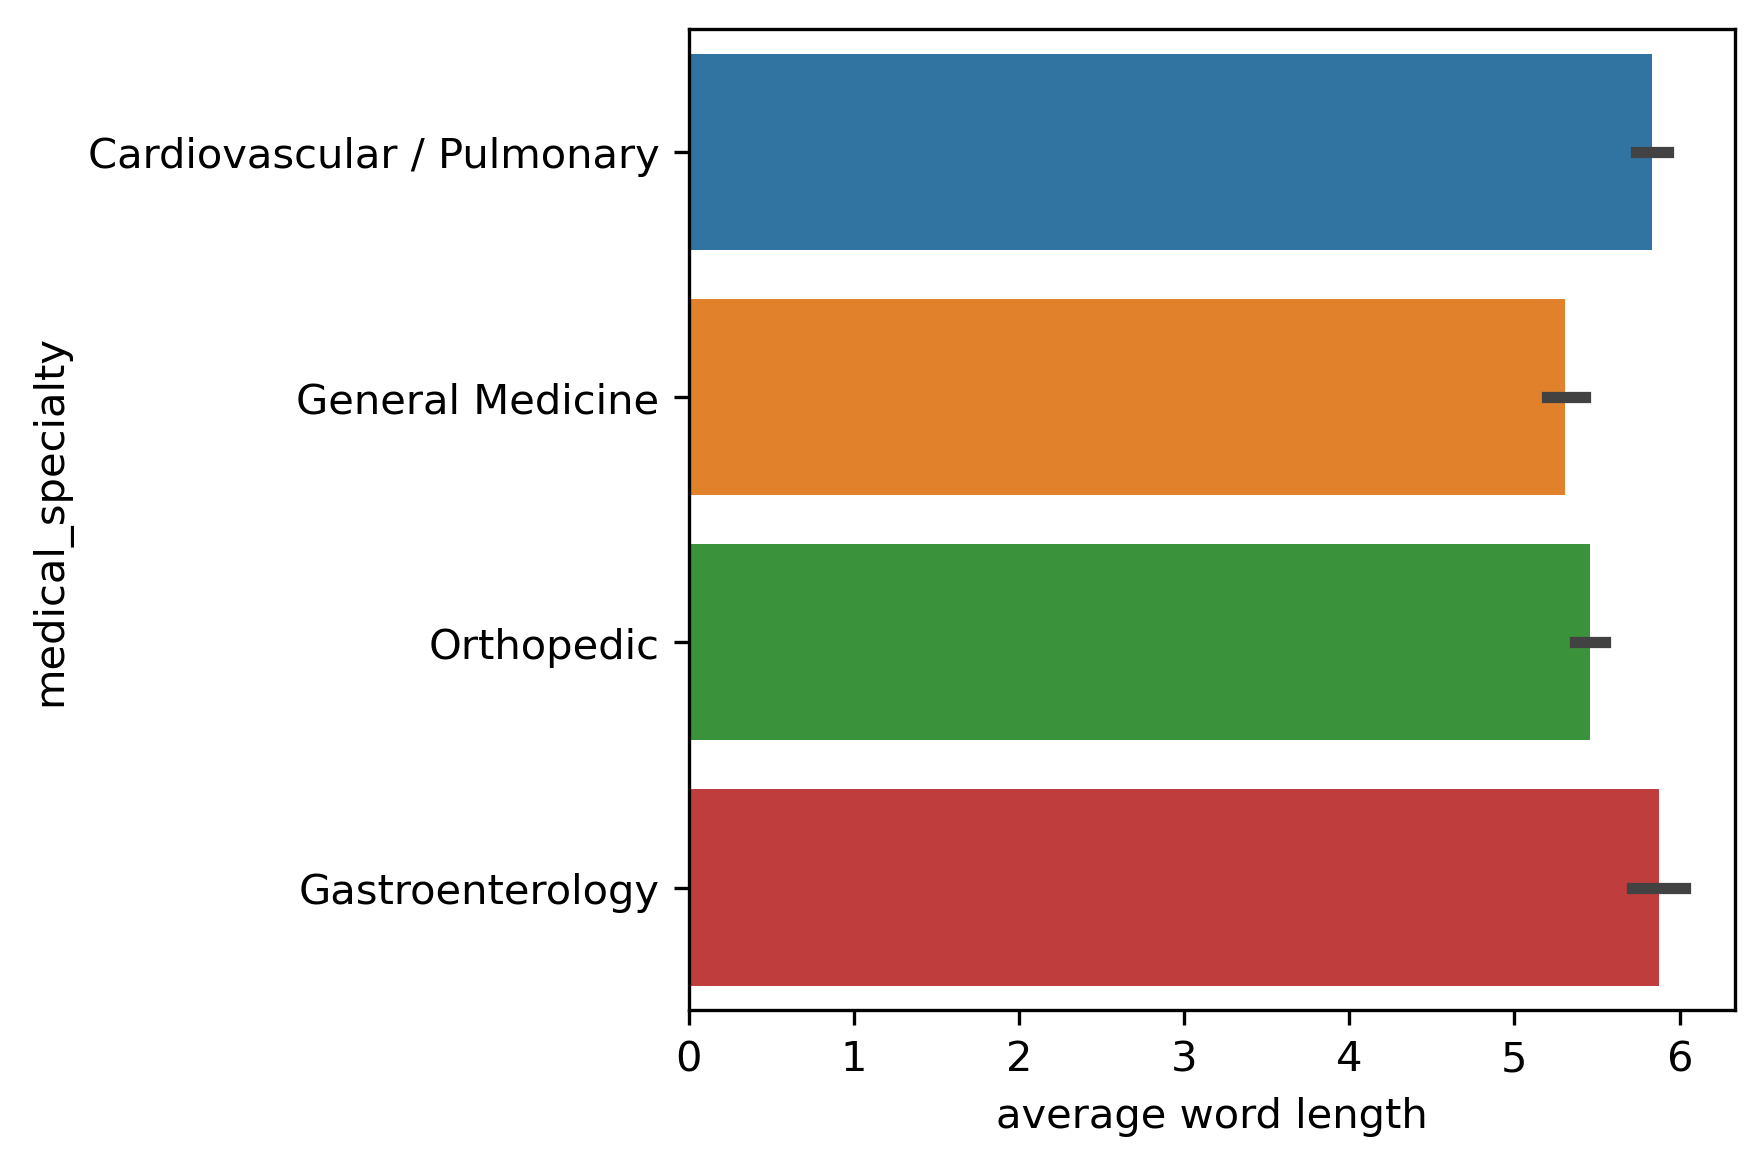 Cardiovascular / Pulmonary
General Medicine
Orthopedic
Gastroenterology
medical_specialty
0 1 2 3 4 5 6
average word length